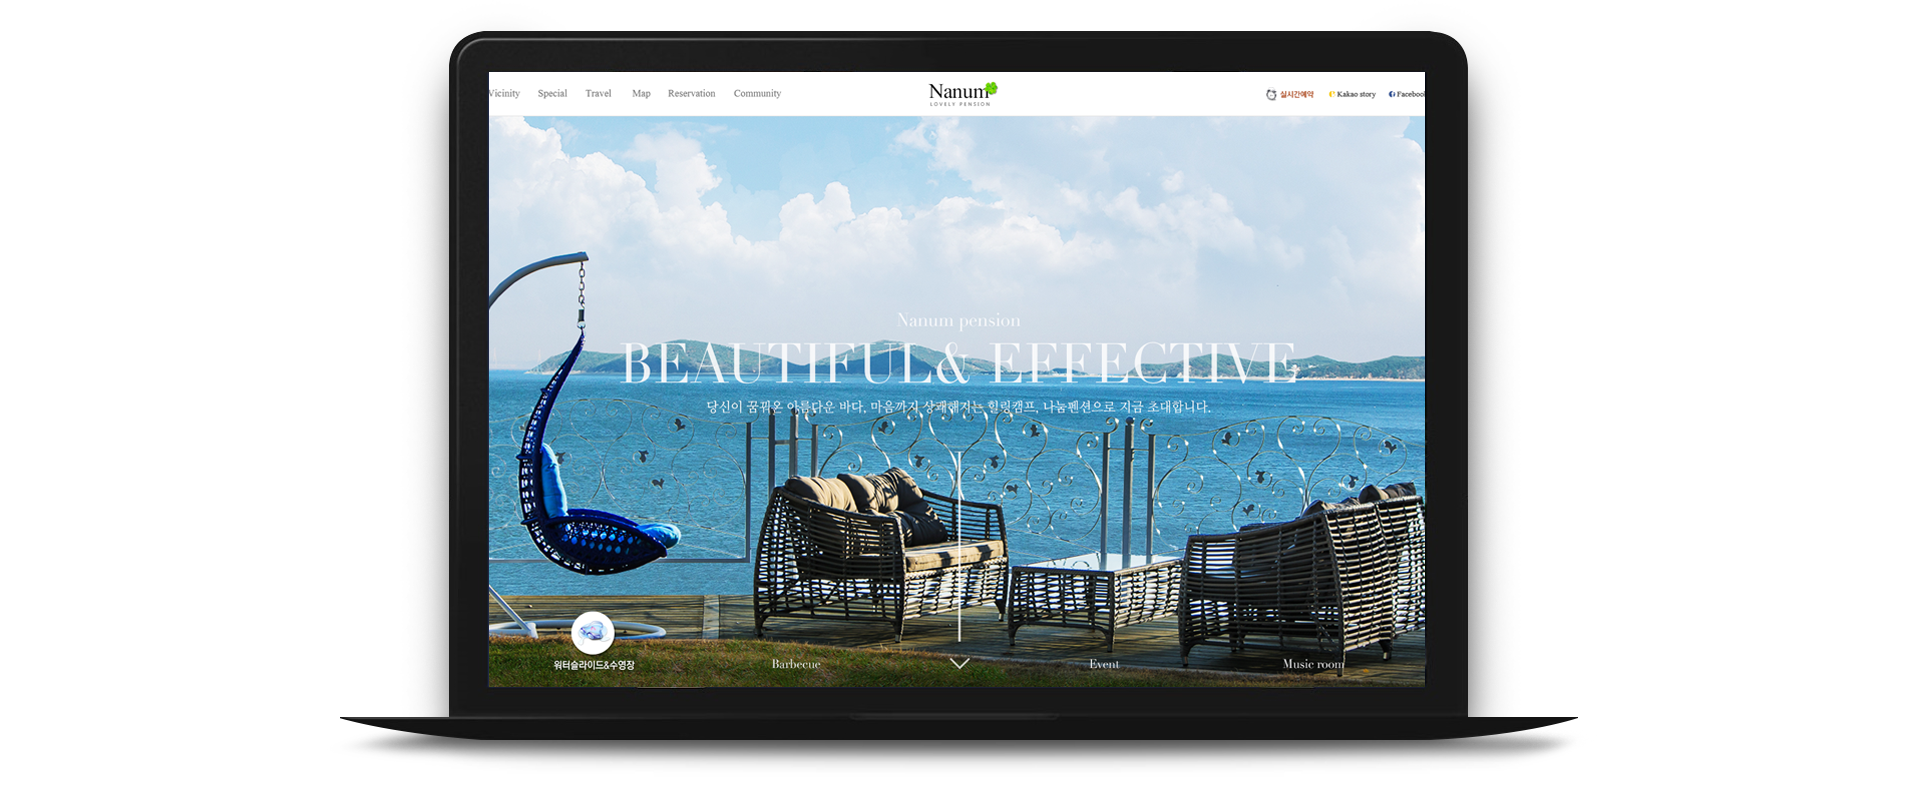 Vicinity Special Travel Map Reservation Community
Nanum
LOVELY PENSION
실시간예약 Kakao story Facebook
Nanum pension
BEAUTIFUL& EFFECTIVE
당신이 꿈꿔온 아름다운 바다, 마음까지 상쾌해지는 힐링캠프, 나눔펜션으로 지금 초대합니다.
워터슬라이드&수영장 Barbecue Event Music room